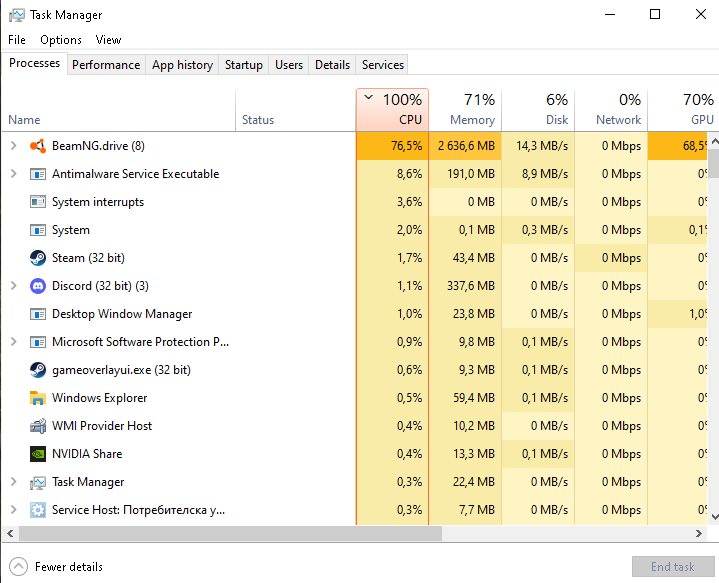 Task Manager
File Options View
Processes Performance App history Startup Users Details Services
100% 71% 6% 0% 70%
Name Status CPU Memory Disk Network GPU
BeamNG.drive (8) 76,5% 2 636,6 MB 14,3 MB/s 0 Mbps 68,5%
Antimalware Service Executable 8,6% 191,0 MB 8,9 MB/s 0 Mbps 0%
System interrupts 3,6% 0 MB 0 MB/s 0 Mbps 0%
System 2,0% 0,1 MB 0,3 MB/s 0 Mbps 0,1%
Steam (32 bit) 1,7% 43,4 MB 0 MB/s 0 Mbps 0%
Discord (32 bit) (3) 1,1% 337,6 MB 0 MB/s 0 Mbps 0%
Desktop Window Manager 1,0% 23,8 MB 0 MB/s 0 Mbps 1,0%
Microsoft Software Protection P... 0,9% 9,8 MB 0,1 MB/s 0 Mbps 0%
gameoverlayui.exe (32 bit) 0,6% 9,3 MB 0,1 MB/s 0 Mbps 0%
Windows Explorer 0,5% 59,4 MB 0,1 MB/s 0 Mbps 0%
WMI Provider Host 0,4% 10,2 MB 0 MB/s 0 Mbps 0%
NVIDIA Share 0,4% 13,3 MB 0,1 MB/s 0 Mbps 0%
Task Manager 0,3% 22,4 MB 0 MB/s 0 Mbps 0%
Service Host: Потребителска у... 0,3% 7,7 MB 0 MB/s 0 Mbps 0%
Fewer details End task